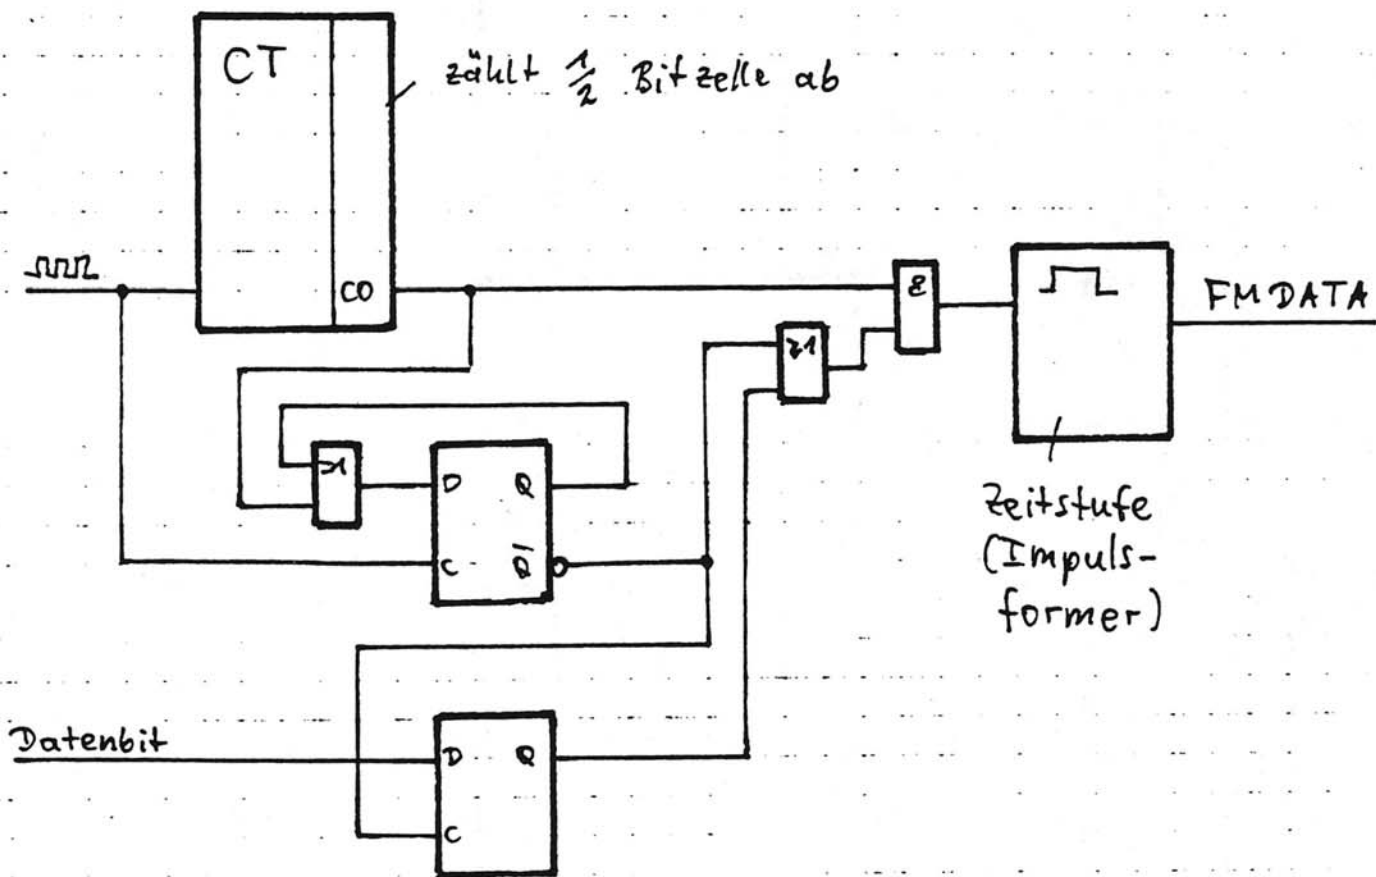 CT
zählt 1/2 Bitzelle ab
CO
&
FMDATA
≥1
=1
D Q
C Q̅
Zeitstufe
(Impuls-
former)
Datenbit
D Q
C